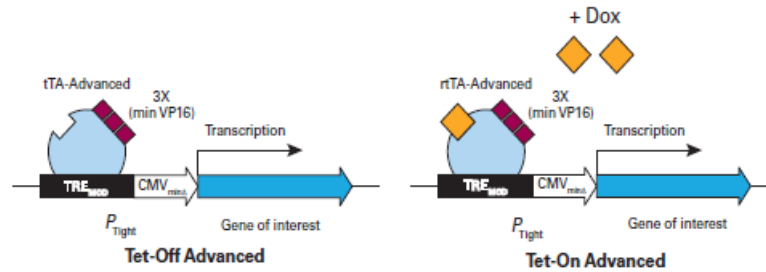 + Dox
tTA-Advanced
3X
(min VP16)
Transcription
TREMOD
CMVminΔ
PTight
Gene of interest
Tet-Off Advanced
rtTA-Advanced
3X
(min VP16)
Transcription
TREMOD
CMVminΔ
PTight
Gene of interest
Tet-On Advanced